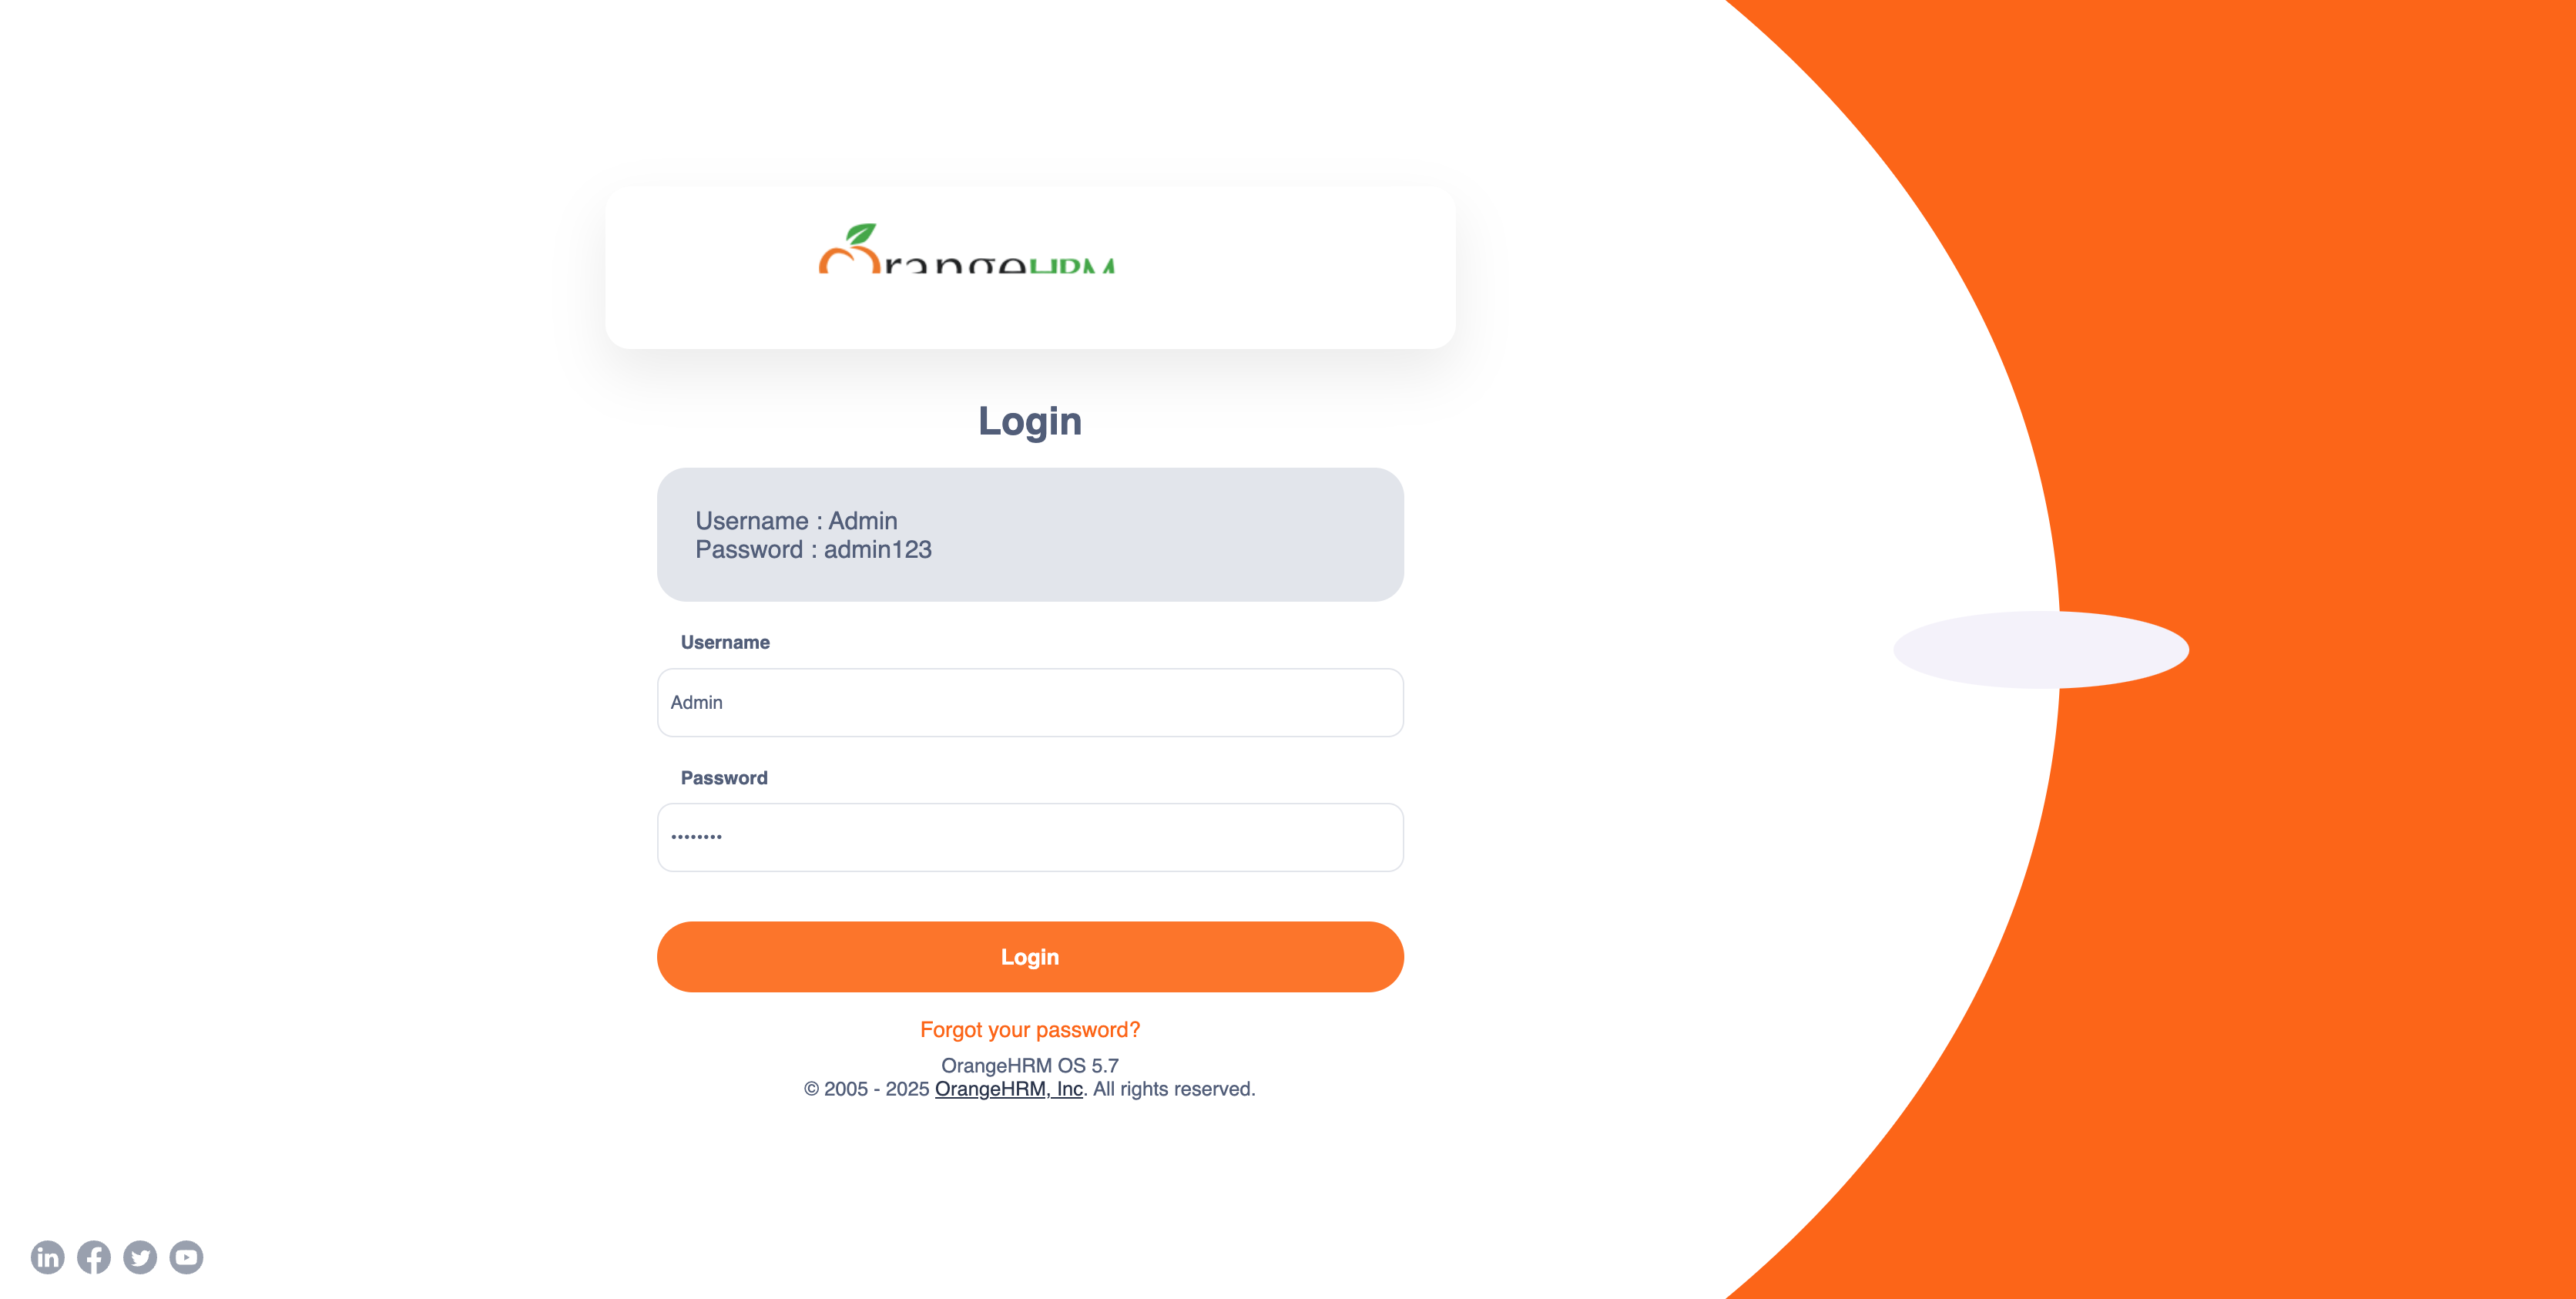 OrangeHRM
Login
Username : Admin
Password : admin123
Username
Admin
Password
••••••••
Login
Forgot your password?
OrangeHRM OS 5.7
© 2005 - 2025 OrangeHRM, Inc. All rights reserved.